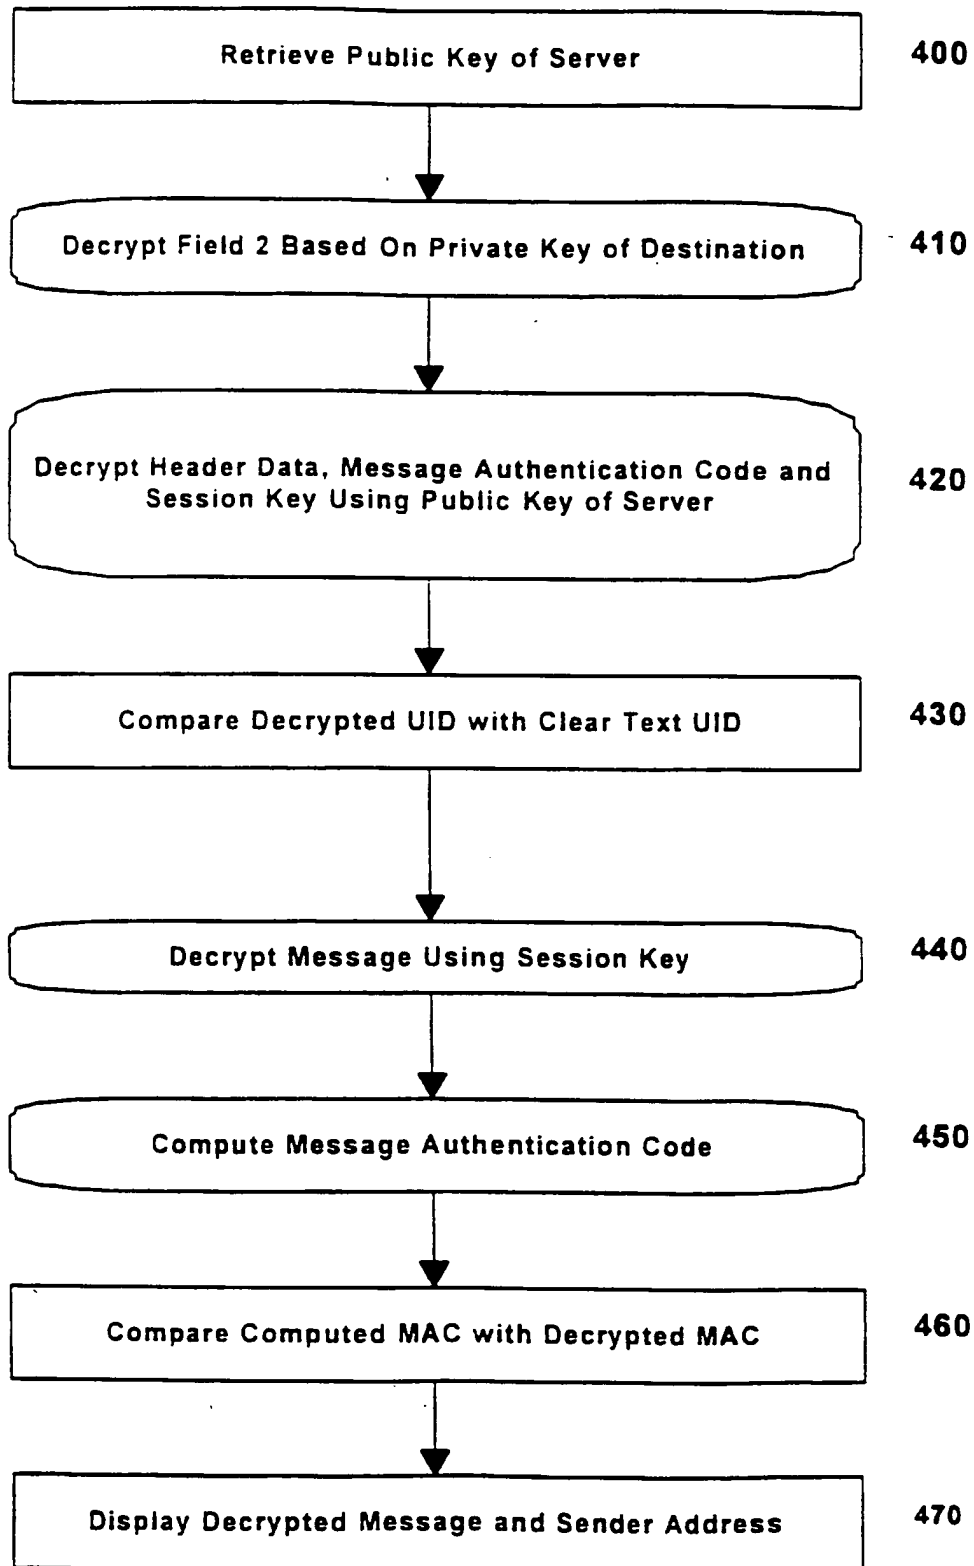 Retrieve Public Key of Server
400
Decrypt Field 2 Based On Private Key of Destination
410
Decrypt Header Data, Message Authentication Code and
Session Key Using Public Key of Server
420
Compare Decrypted UID with Clear Text UID
430
Decrypt Message Using Session Key
440
Compute Message Authentication Code
450
Compare Computed MAC with Decrypted MAC
460
Display Decrypted Message and Sender Address
470